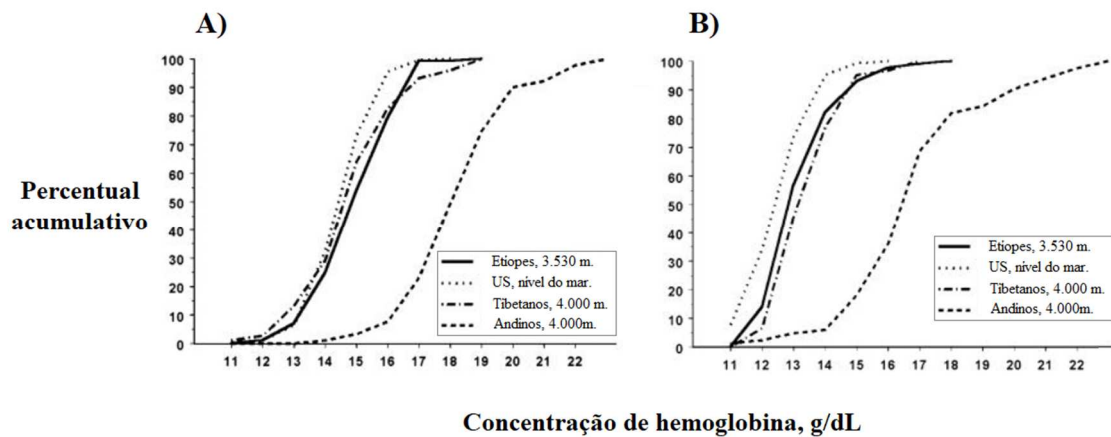 A)
B)
Percentual
acumulativo
100
90
80
70
60
50
40
30
20
10
0
Etiopes, 3.530 m.
US, nivel do mar.
Tibetanos, 4.000 m.
Andinos, 4.000m.
11 12 13 14 15 16 17 18 19 20 21 22
100
90
80
70
60
50
40
30
20
10
0
Etiopes, 3.530 m.
US, nivel do mar.
Tibetanos, 4.000 m.
Andinos, 4.000m.
11 12 13 14 15 16 17 18 19 20 21 22
Concentração de hemoglobina, g/dL